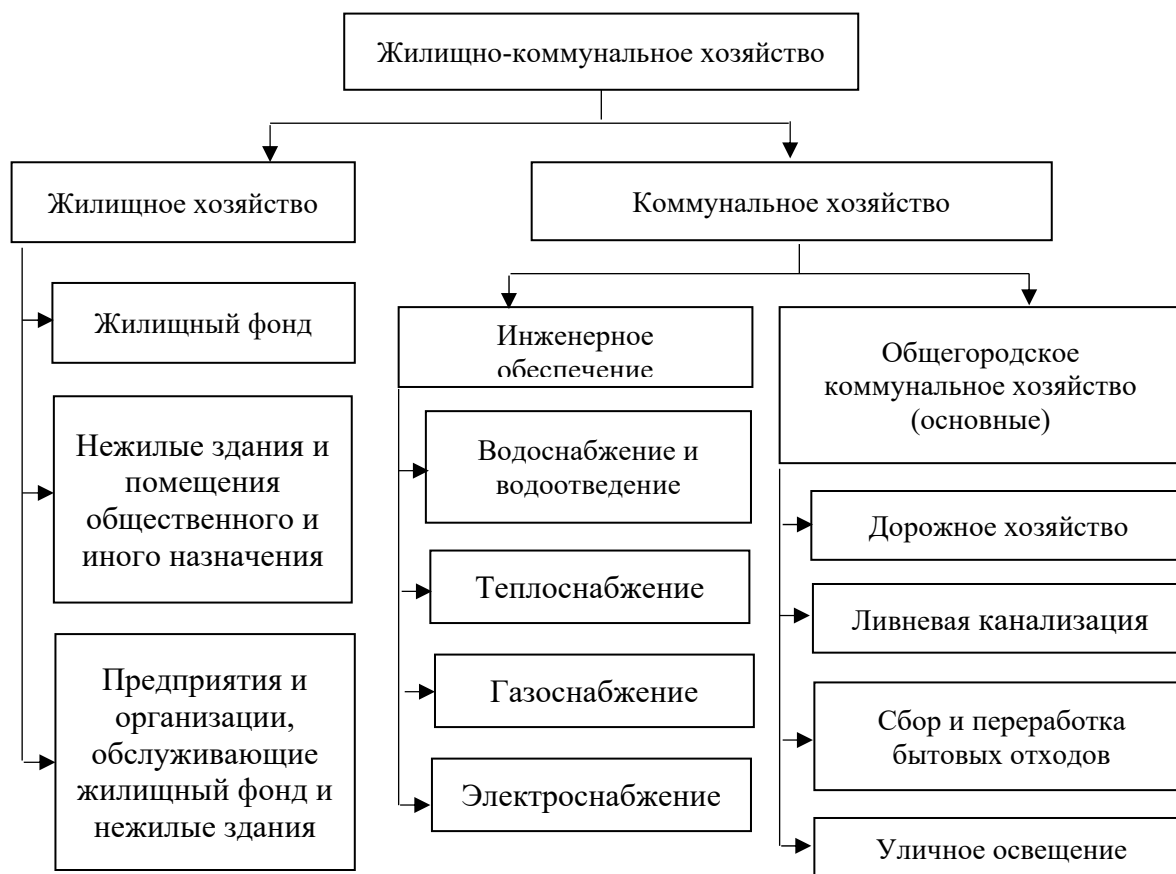 Жилищно-коммунальное хозяйство
Жилищное хозяйство
Коммунальное хозяйство
Жилищный фонд
Нежилые здания и
помещения
общественного и
иного назначения
Предприятия и
организации,
обслуживающие
жилищный фонд и
нежилые здания
Инженерное
обеспечение
Водоснабжение и
водоотведение
Теплоснабжение
Газоснабжение
Электроснабжение
Общегородское
коммунальное хозяйство
(основные)
Дорожное хозяйство
Ливневая канализация
Сбор и переработка
бытовых отходов
Уличное освещение